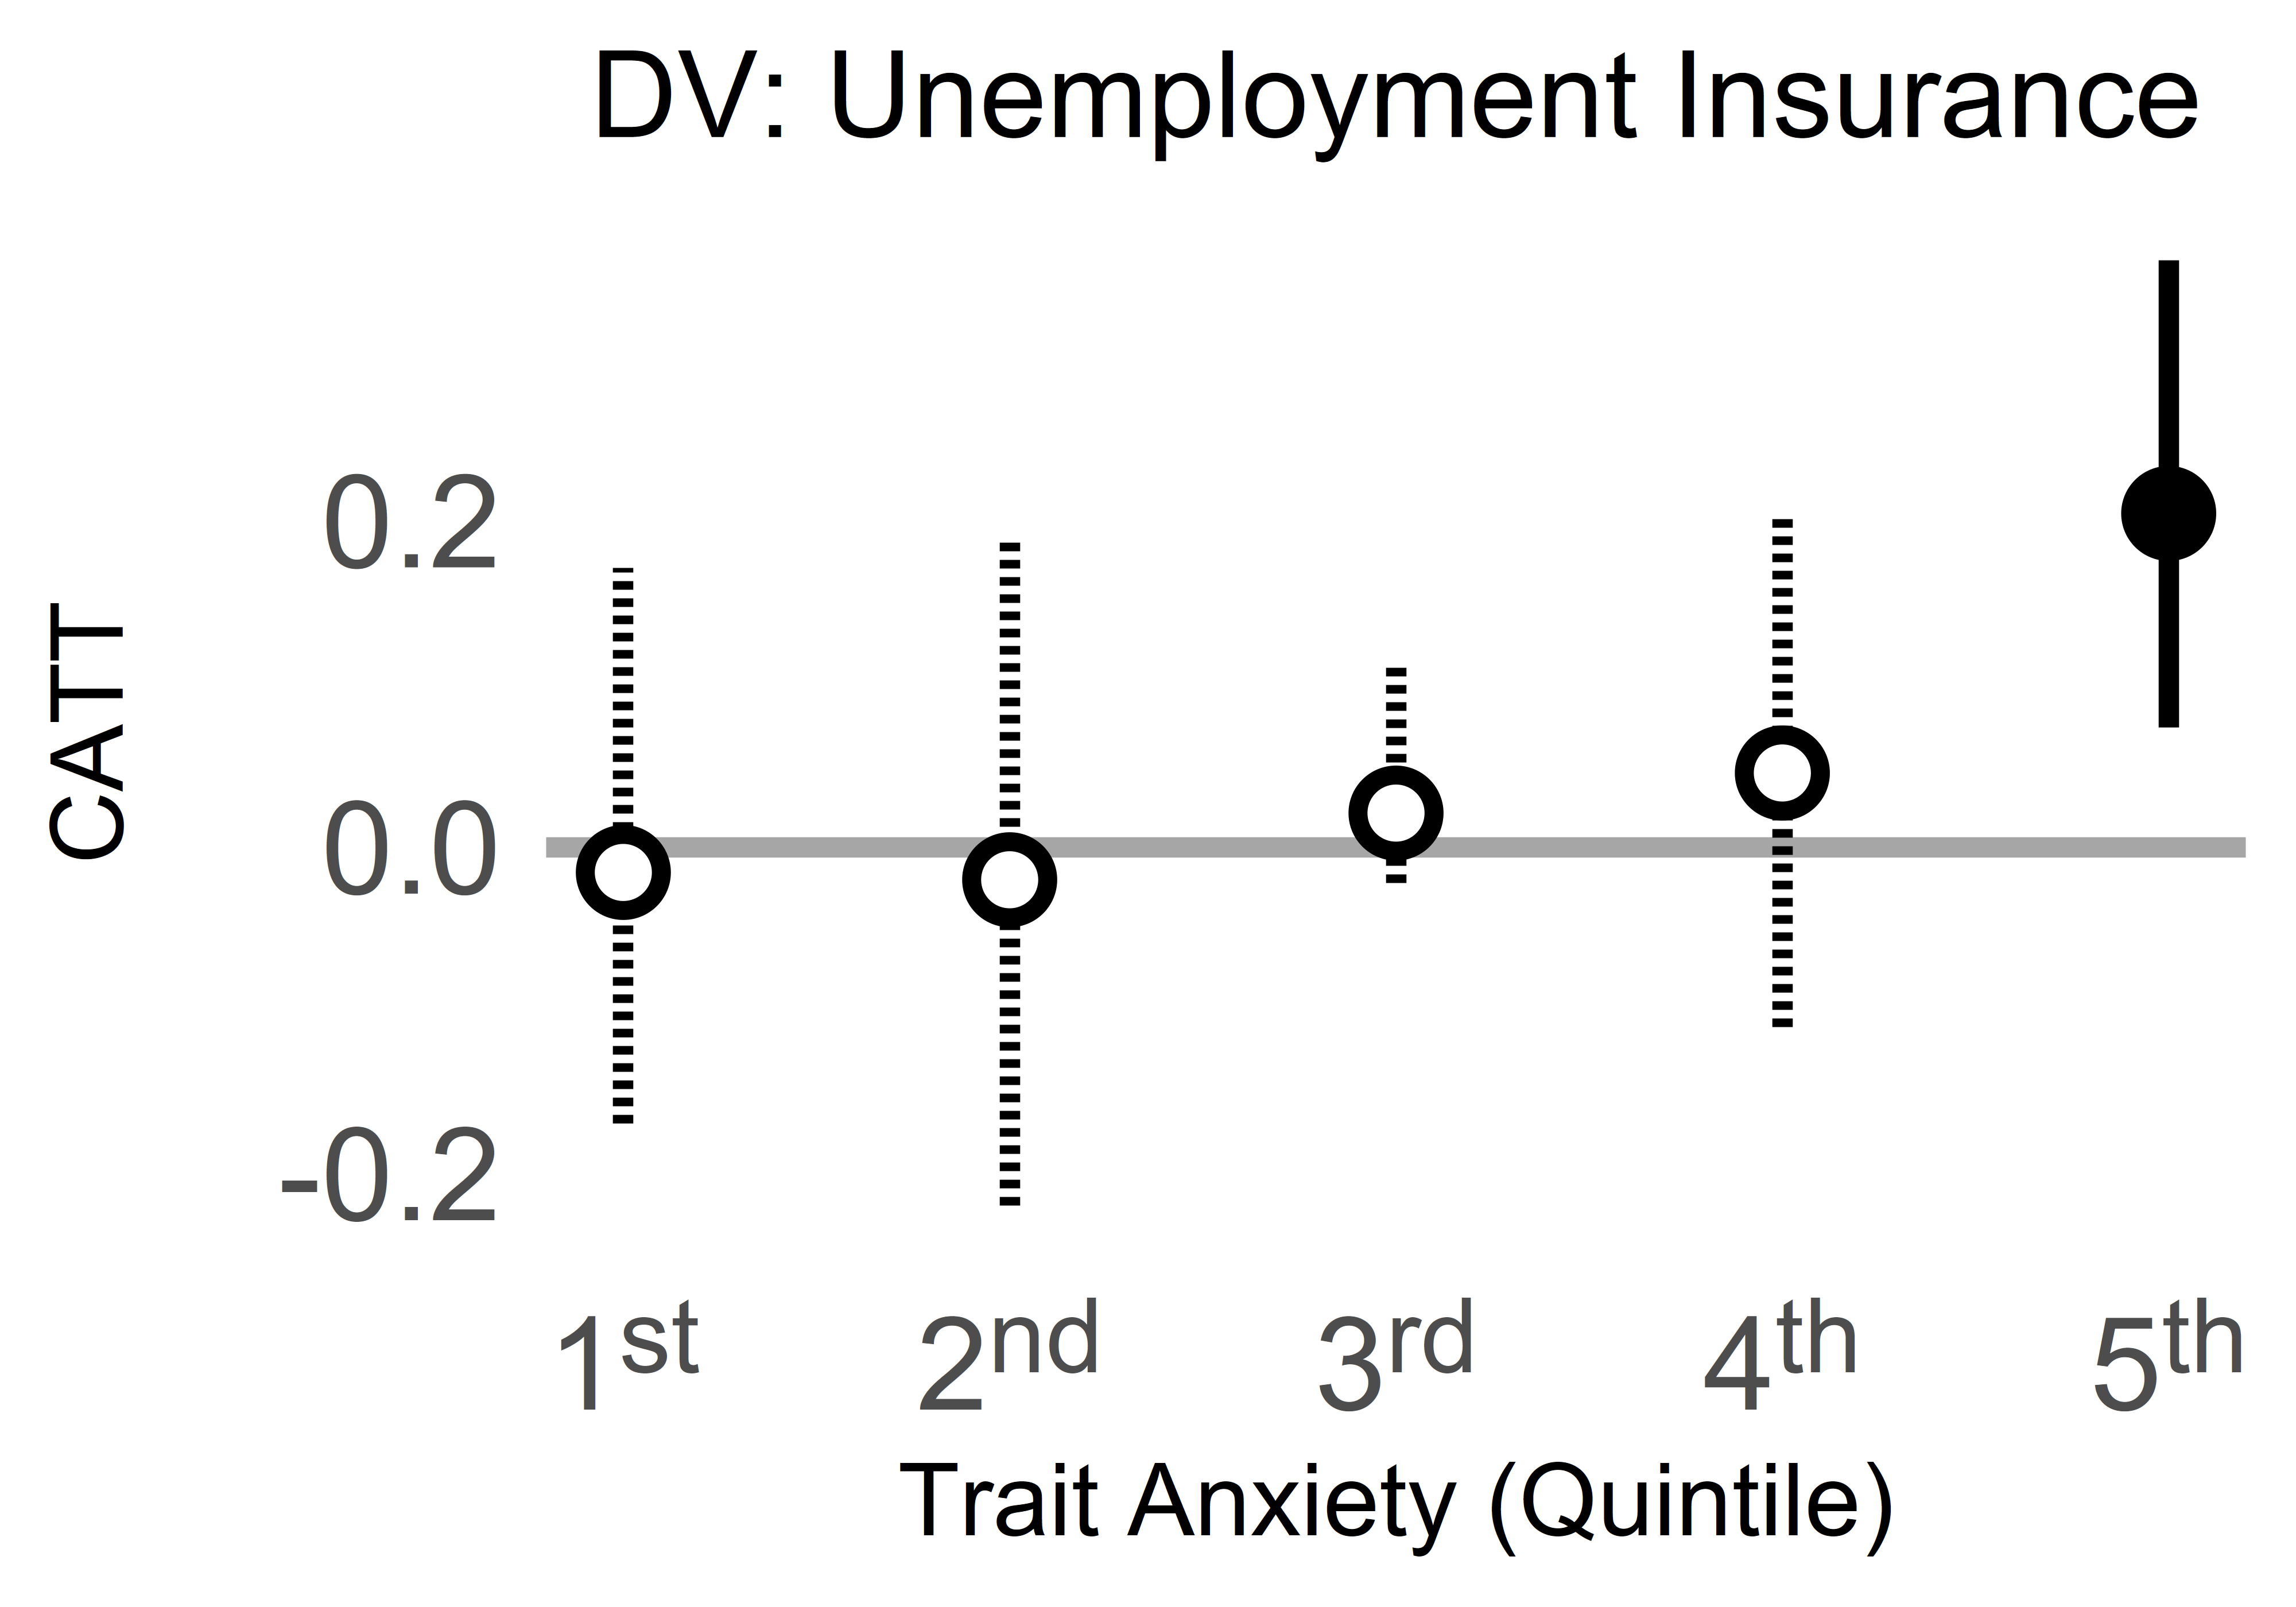 DV: Unemployment Insurance
CATT
0.2
0.0
-0.2
1st 2nd 3rd 4th 5th
Trait Anxiety (Quintile)